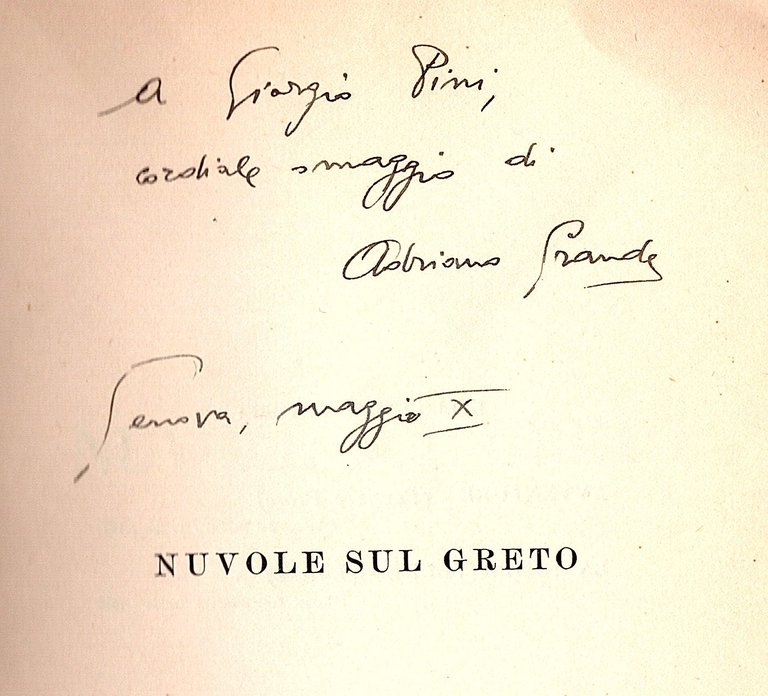 a Giorgio Pini,
cordiale omaggio di
Adriano Grande
Genova, maggio X
NUVOLE SUL GRETO